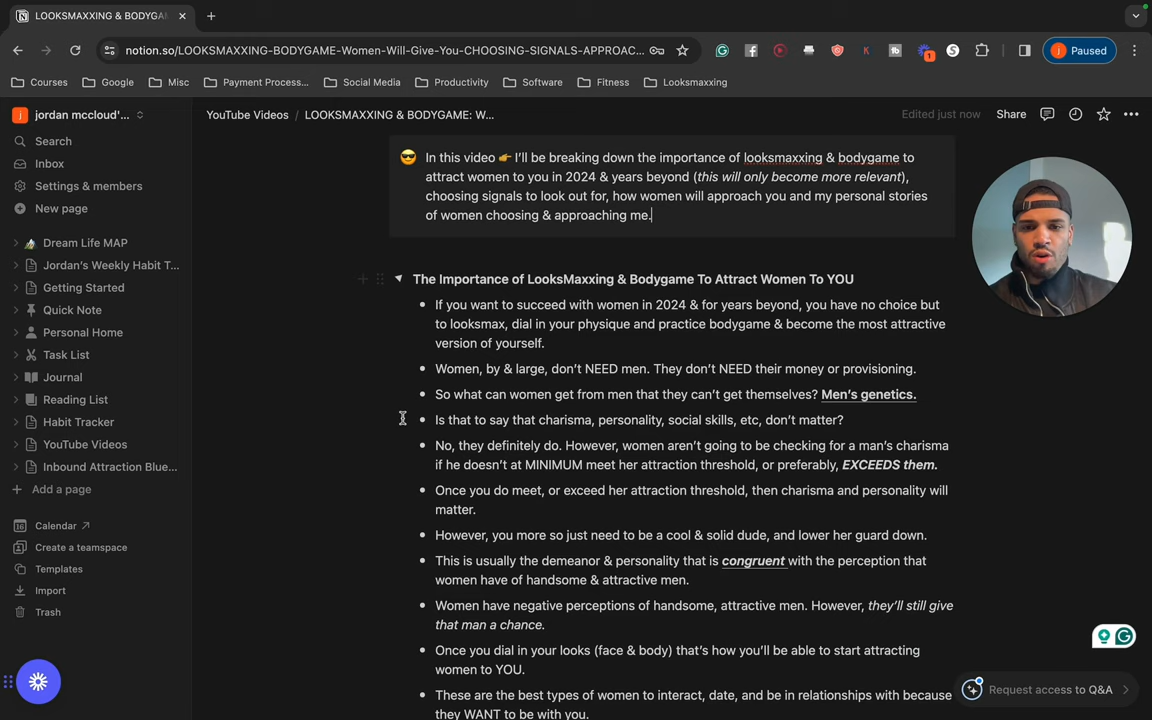 LOOKSMAXXING & BODYGA
notion.so/LOOKSMAXXING-BODYGAME-Women-Will-Give-You-CHOOSING-SIGNALS-APPROAC...
1
Paused
Courses
Google
Misc
Payment Process...
Social Media
Productivity
Software
Fitness
Looksmaxxing
jordan mccloud'...
YouTube Videos / LOOKSMAXXING & BODYGAME: W...
Edited just now
Share
Search
Inbox
Settings & members
New page
Dream Life MAP
Jordan's Weekly Habit T...
Getting Started
Quick Note
Personal Home
Task List
Journal
Reading List
Habit Tracker
YouTube Videos
Inbound Attraction Blue...
Add a page
Calendar
Create a teamspace
Templates
Import
Trash
In this video 👉 I'll be breaking down the importance of looksmaxxing & bodygame to
attract women to you in 2024 & years beyond (this will only become more relevant),
choosing signals to look out for, how women will approach you and my personal stories
of women choosing & approaching me.
The Importance of LooksMaxxing & Bodygame To Attract Women To YOU
If you want to succeed with women in 2024 & for years beyond, you have no choice but
to looksmax, dial in your physique and practice bodygame & become the most attractive
version of yourself.
Women, by & large, don't NEED men. They don't NEED their money or provisioning.
So what can women get from men that they can't get themselves? Men's genetics.
Is that to say that charisma, personality, social skills, etc, don't matter?
No, they definitely do. However, women aren't going to be checking for a man's charisma
if he doesn't at MINIMUM meet her attraction threshold, or preferably, EXCEEDS them.
Once you do meet, or exceed her attraction threshold, then charisma and personality will
matter.
However, you more so just need to be a cool & solid dude, and lower her guard down.
This is usually the demeanor & personality that is congruent with the perception that
women have of handsome & attractive men.
Women have negative perceptions of handsome, attractive men. However, they'll still give
that man a chance.
Once you dial in your looks (face & body) that's how you'll be able to start attracting
women to YOU.
These are the best types of women to interact, date, and be in relationships with because
they WANT to be with you.
Request access to Q&A